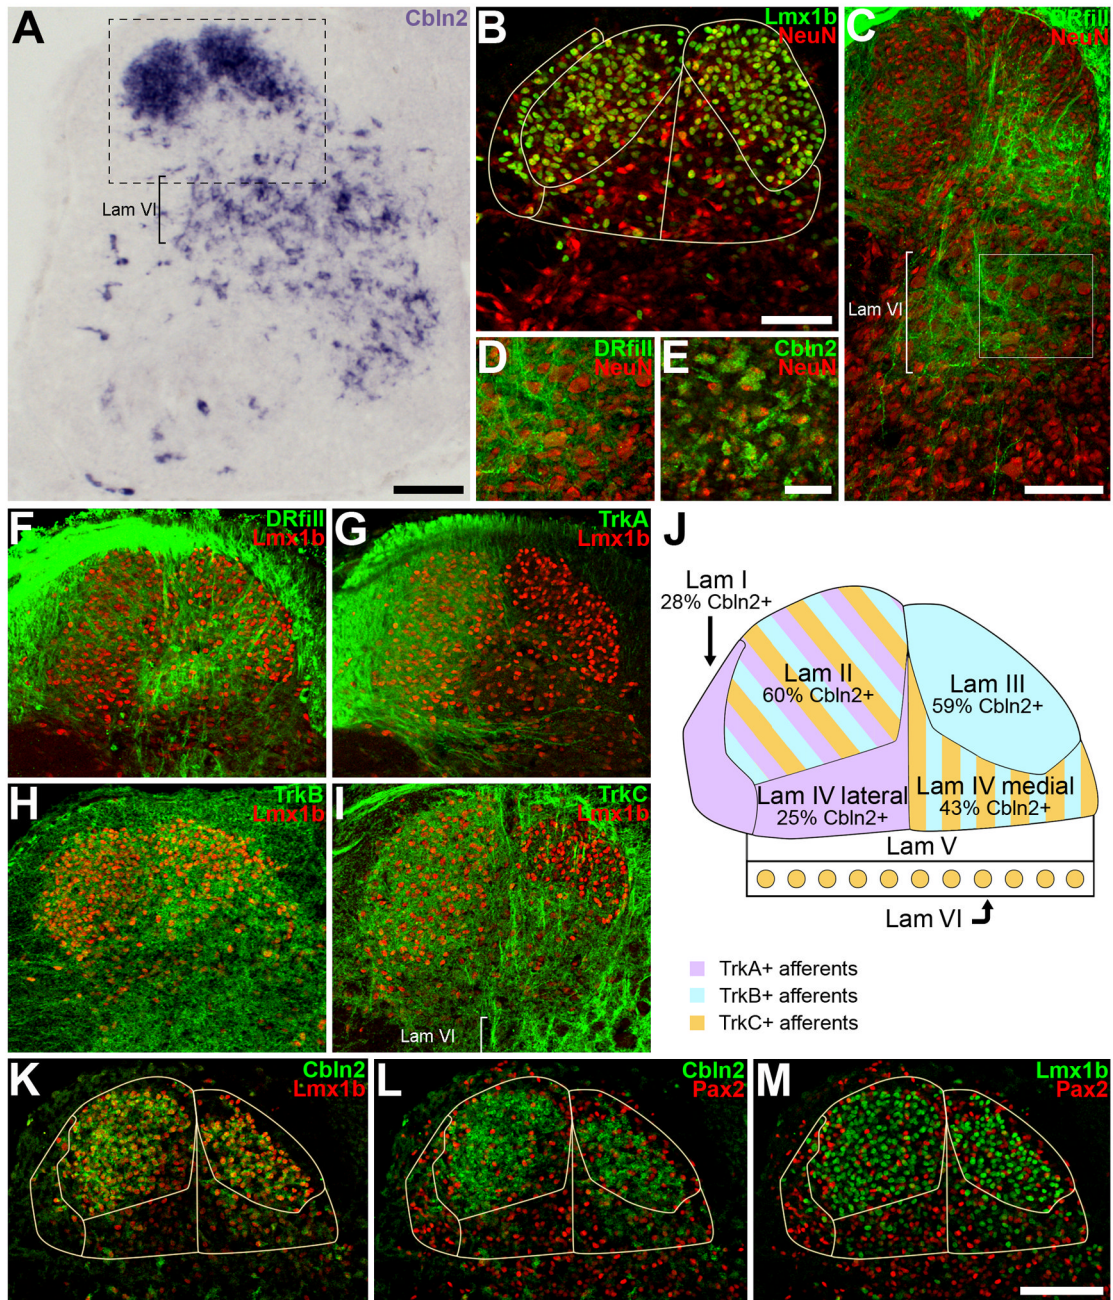 A
Cbln2
Lam VI
B
Lmx1b
NeuN
C
DRfill
NeuN
Lam VI
D
DRfill
NeuN
E
Cbln2
NeuN
F
DRfill
Lmx1b
G
TrkA
Lmx1b
H
TrkB
Lmx1b
I
TrkC
Lmx1b
Lam VI
J
Lam I
28% Cbln2+
Lam II
60% Cbln2+
Lam III
59% Cbln2+
Lam IV lateral
25% Cbln2+
Lam IV medial
43% Cbln2+
Lam V
Lam VI
TrkA+ afferents
TrkB+ afferents
TrkC+ afferents
K
Cbln2
Lmx1b
L
Cbln2
Pax2
M
Lmx1b
Pax2